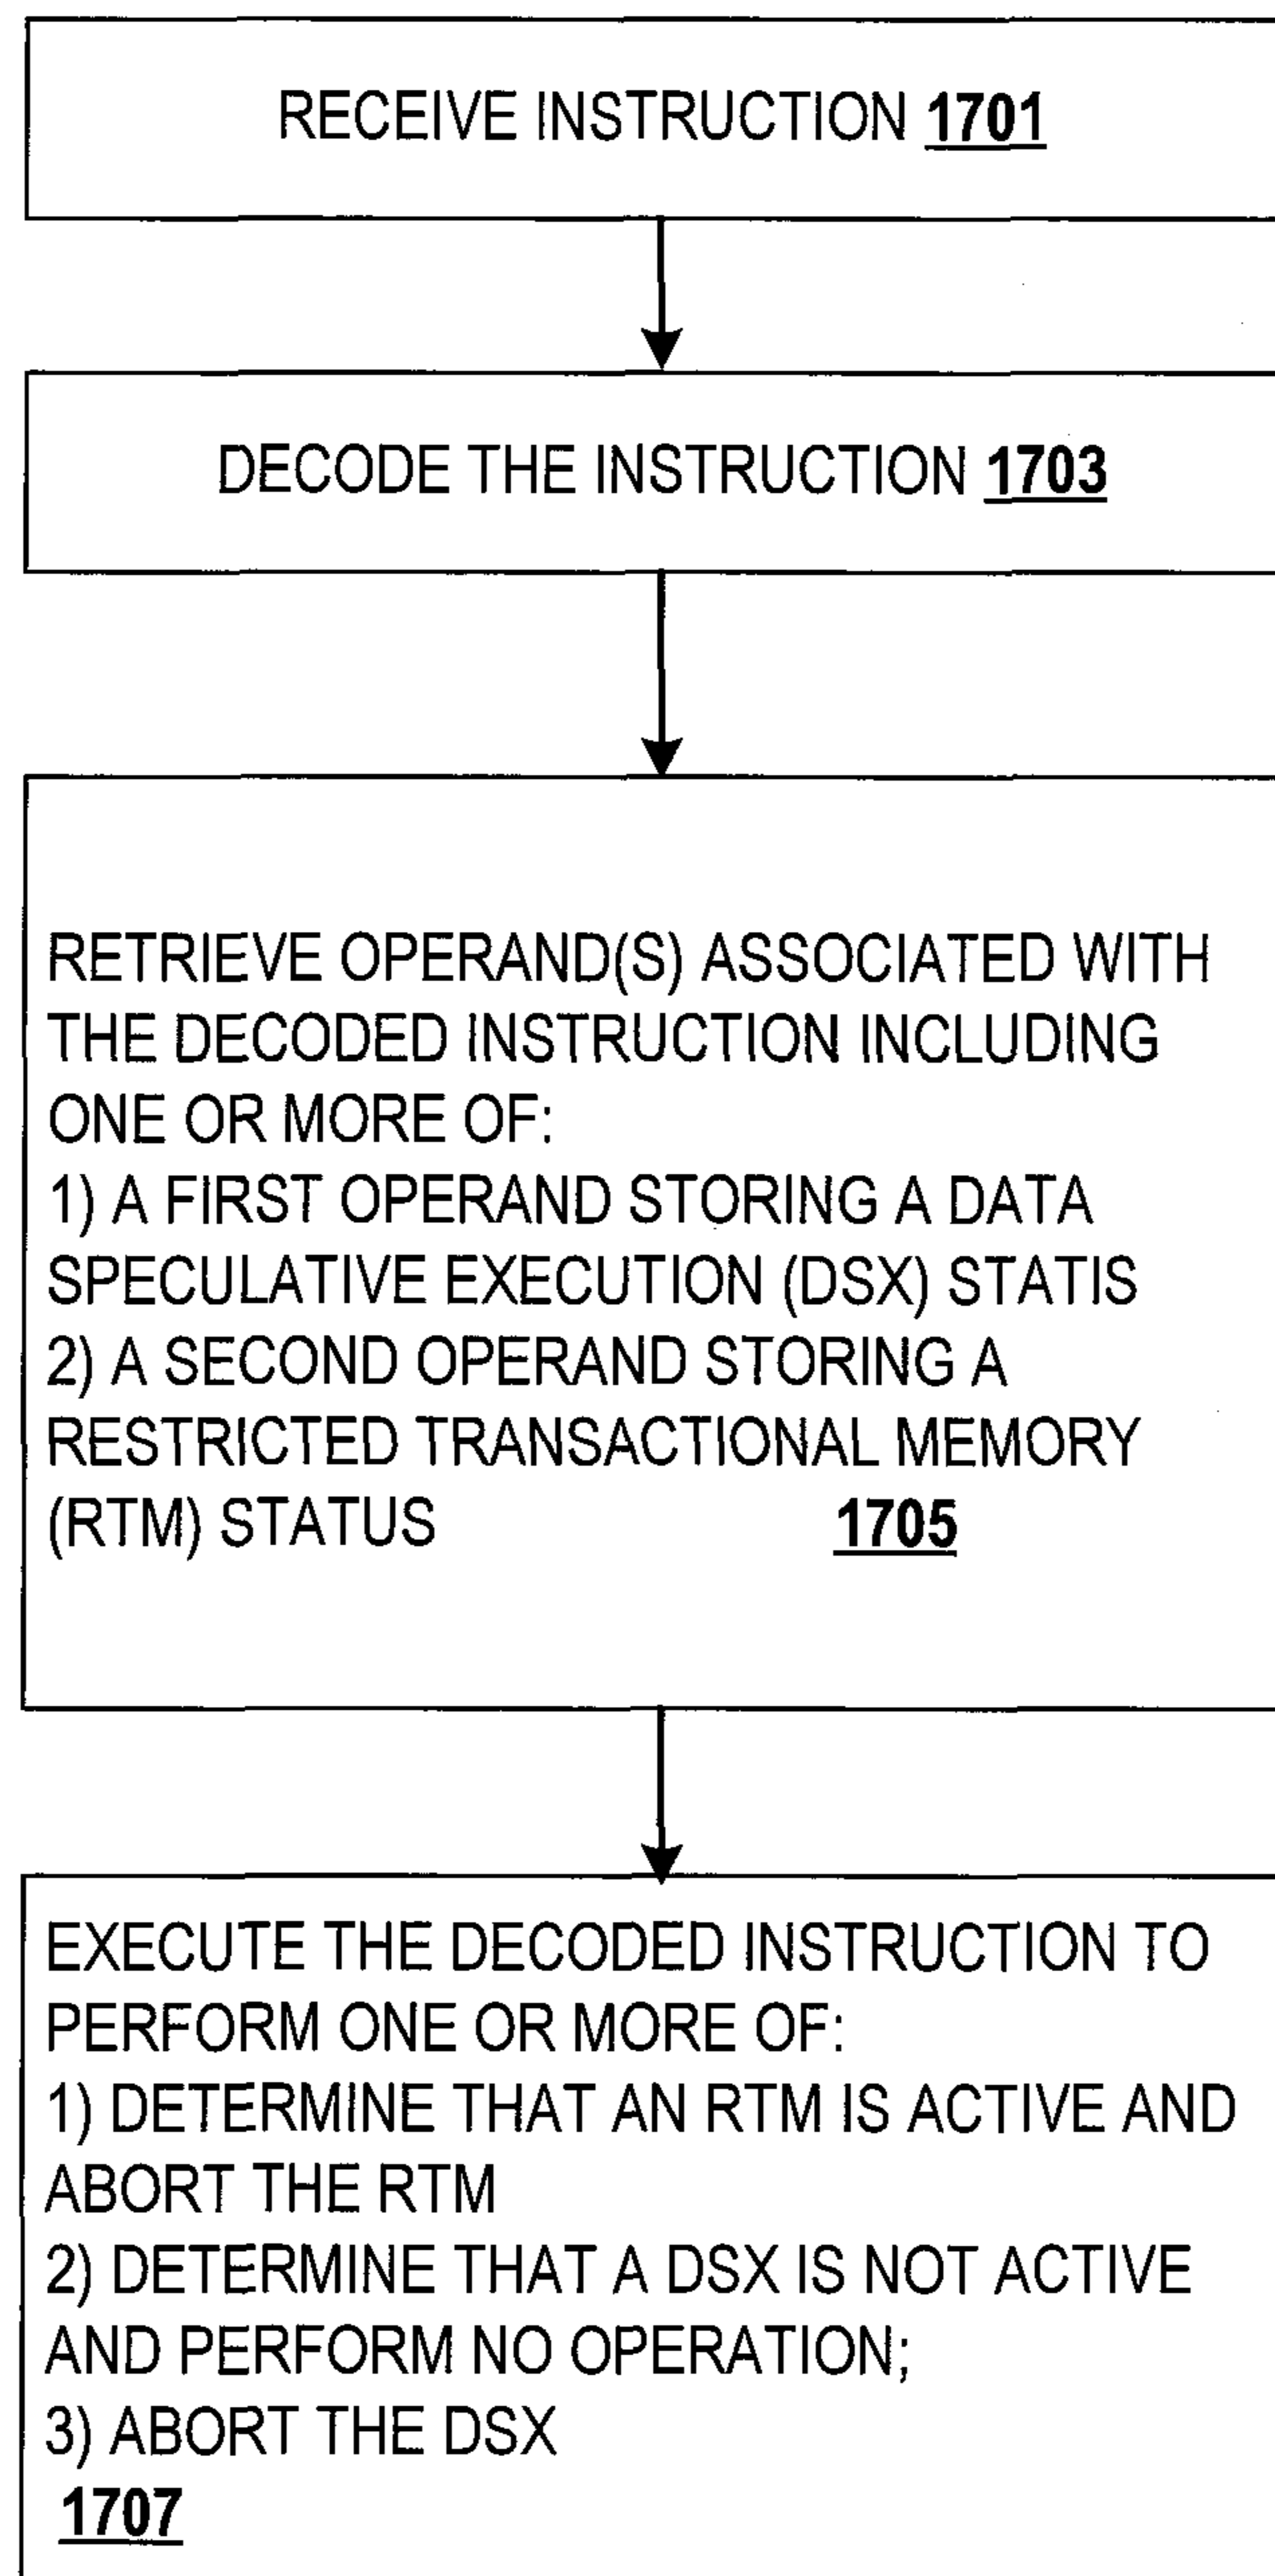 RECEIVE INSTRUCTION 1701
DECODE THE INSTRUCTION 1703
RETRIEVE OPERAND(S) ASSOCIATED WITH
THE DECODED INSTRUCTION INCLUDING
ONE OR MORE OF:
1) A FIRST OPERAND STORING A DATA
SPECULATIVE EXECUTION (DSX) STATIS
2) A SECOND OPERAND STORING A
RESTRICTED TRANSACTIONAL MEMORY
(RTM) STATUS 1705
EXECUTE THE DECODED INSTRUCTION TO
PERFORM ONE OR MORE OF:
1) DETERMINE THAT AN RTM IS ACTIVE AND
ABORT THE RTM
2) DETERMINE THAT A DSX IS NOT ACTIVE
AND PERFORM NO OPERATION;
3) ABORT THE DSX
1707